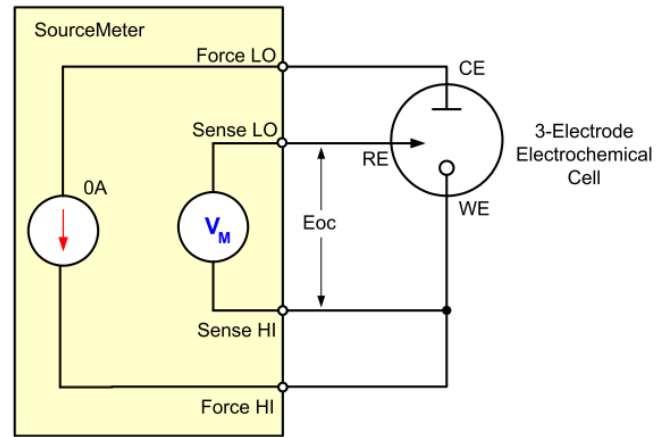 SourceMeter
Force LO
CE
Sense LO
3-Electrode
Electrochemical
Cell
RE
0A
WE
VM
Eoc
Sense HI
Force HI